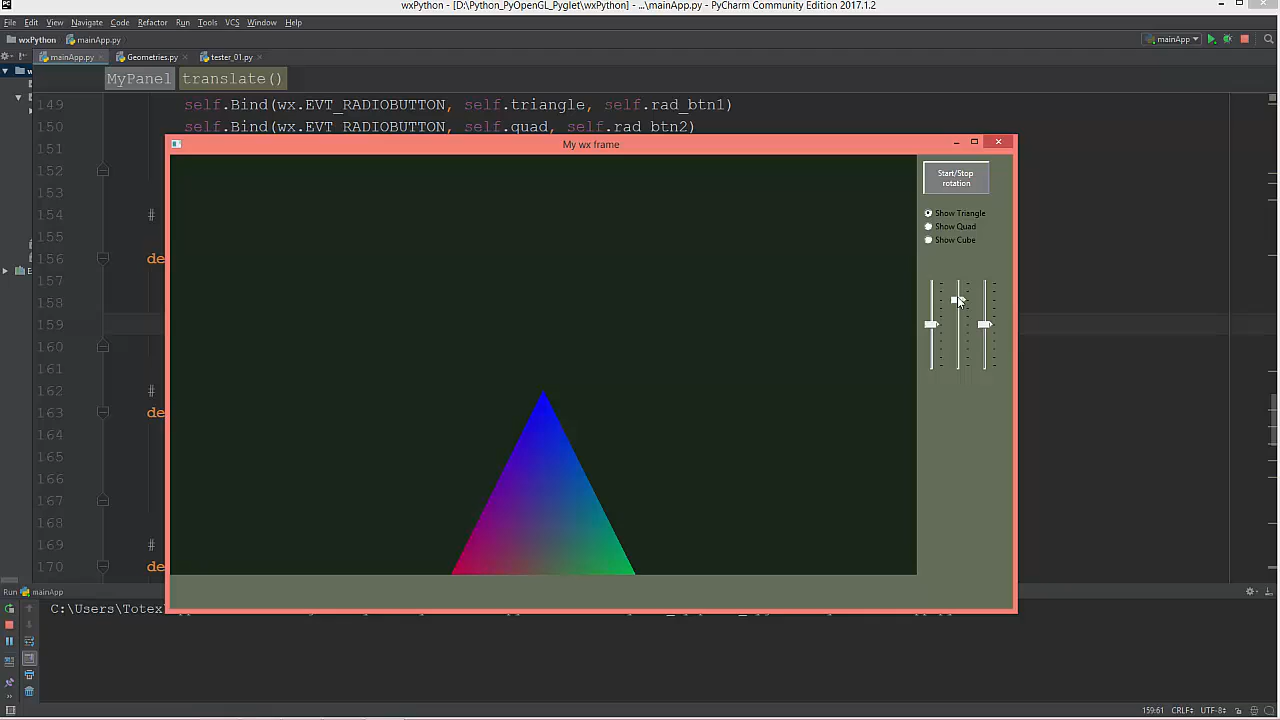 wxPython - [D:\Python_PyOpenGL_Pyglet\wxPython] - ...\mainApp.py - PyCharm Community Edition 2017.1.2
File Edit View Navigate Code Refactor Run Tools VCS Window Help
wxPython mainApp.py mainApp
mainApp.py Geometries.py tester_01.py
MyPanel translate()
149 self.Bind(wx.EVT_RADIOBUTTON, self.triangle, self.rad_btn1)
150 self.Bind(wx.EVT_RADIOBUTTON, self.quad, self.rad_btn2)
151
152
153
154 #
155
156 de
157
158
159
160
161
162 #
163 de
164
165
166
167
168
169 #
170 de
My wx frame
Start/Stop
rotation
Show Triangle
Show Quad
Show Cube
Run mainApp
C:\Users\Totex
159:61 CRLF UTF-8